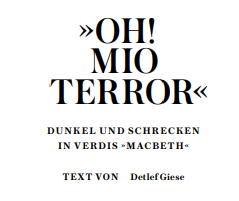 »OH!
MIO
TERROR«
DUNKEL UND SCHRECKEN
IN VERDIS »MACBETH«
TEXT VON Detlef Giese